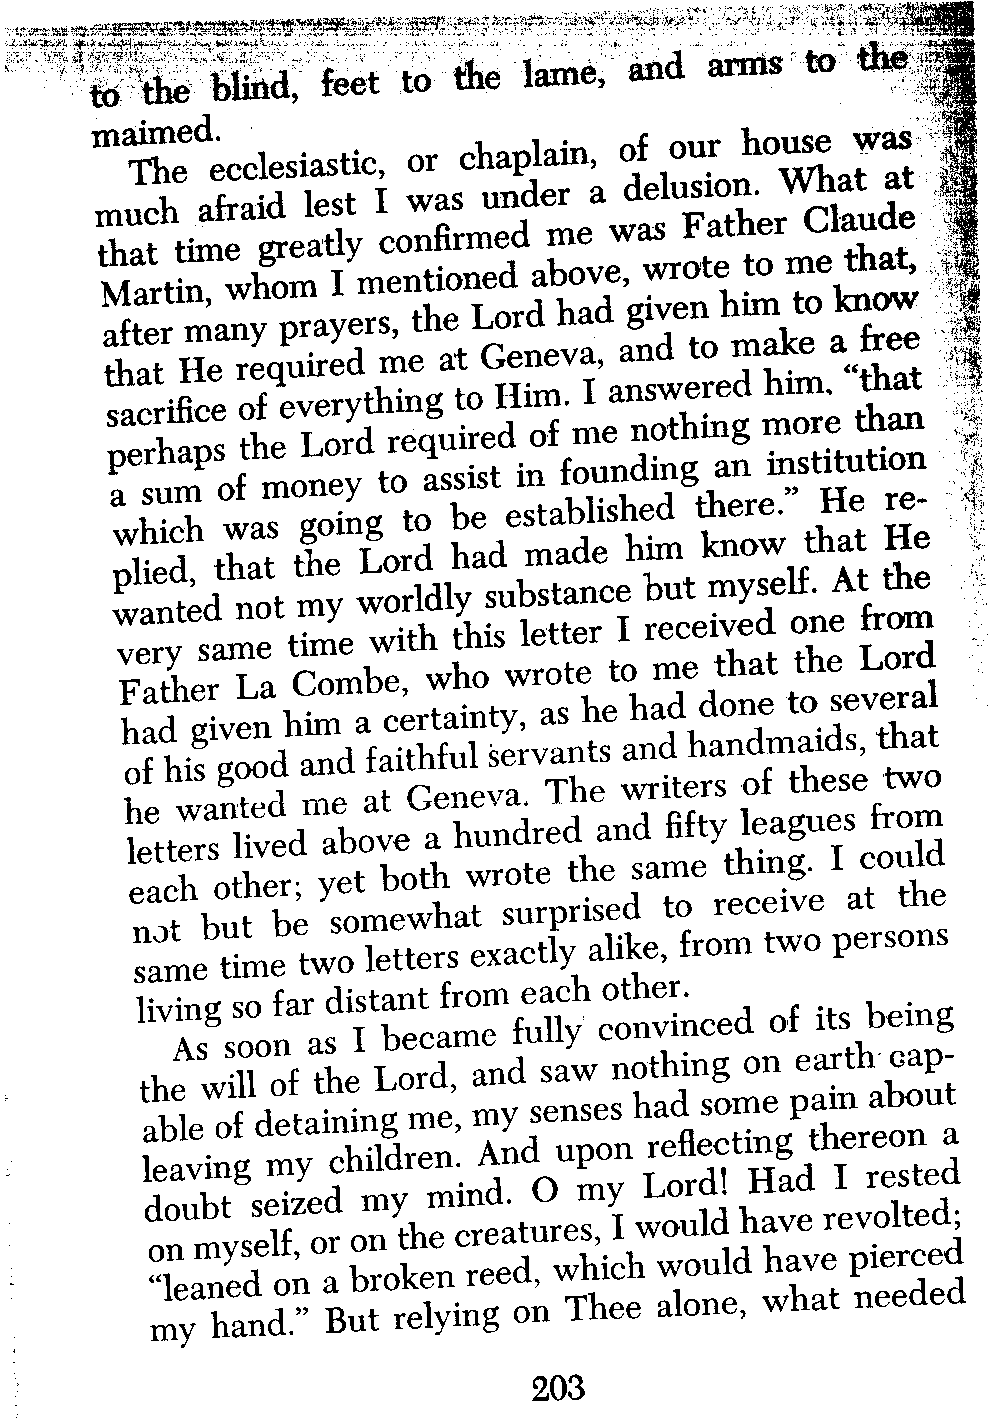 to the blind, feet to the lame, and arms to the
maimed.
The ecclesiastic, or chaplain, of our house was
much afraid lest I was under a delusion. What at
that time greatly confirmed me was Father Claude
Martin, whom I mentioned above, wrote to me that,
after many prayers, the Lord had given him to know
that He required me at Geneva, and to make a free
sacrifice of everything to Him. I answered him, “that
perhaps the Lord required of me nothing more than
a sum of money to assist in founding an institution
which was going to be established there.” He re-
plied, that the Lord had made him know that He
wanted not my worldly substance but myself. At the
very same time with this letter I received one from
Father La Combe, who wrote to me that the Lord
had given him a certainty, as he had done to several
of his good and faithful servants and handmaids, that
he wanted me at Geneva. The writers of these two
letters lived above a hundred and fifty leagues from
each other; yet both wrote the same thing. I could
not but be somewhat surprised to receive at the
same time two letters exactly alike, from two persons
living so far distant from each other.
As soon as I became fully convinced of its being
the will of the Lord, and saw nothing on earth cap-
able of detaining me, my senses had some pain about
leaving my children. And upon reflecting thereon a
doubt seized my mind. O my Lord! Had I rested
on myself, or on the creatures, I would have revolted;
“leaned on a broken reed, which would have pierced
my hand.” But relying on Thee alone, what needed
203